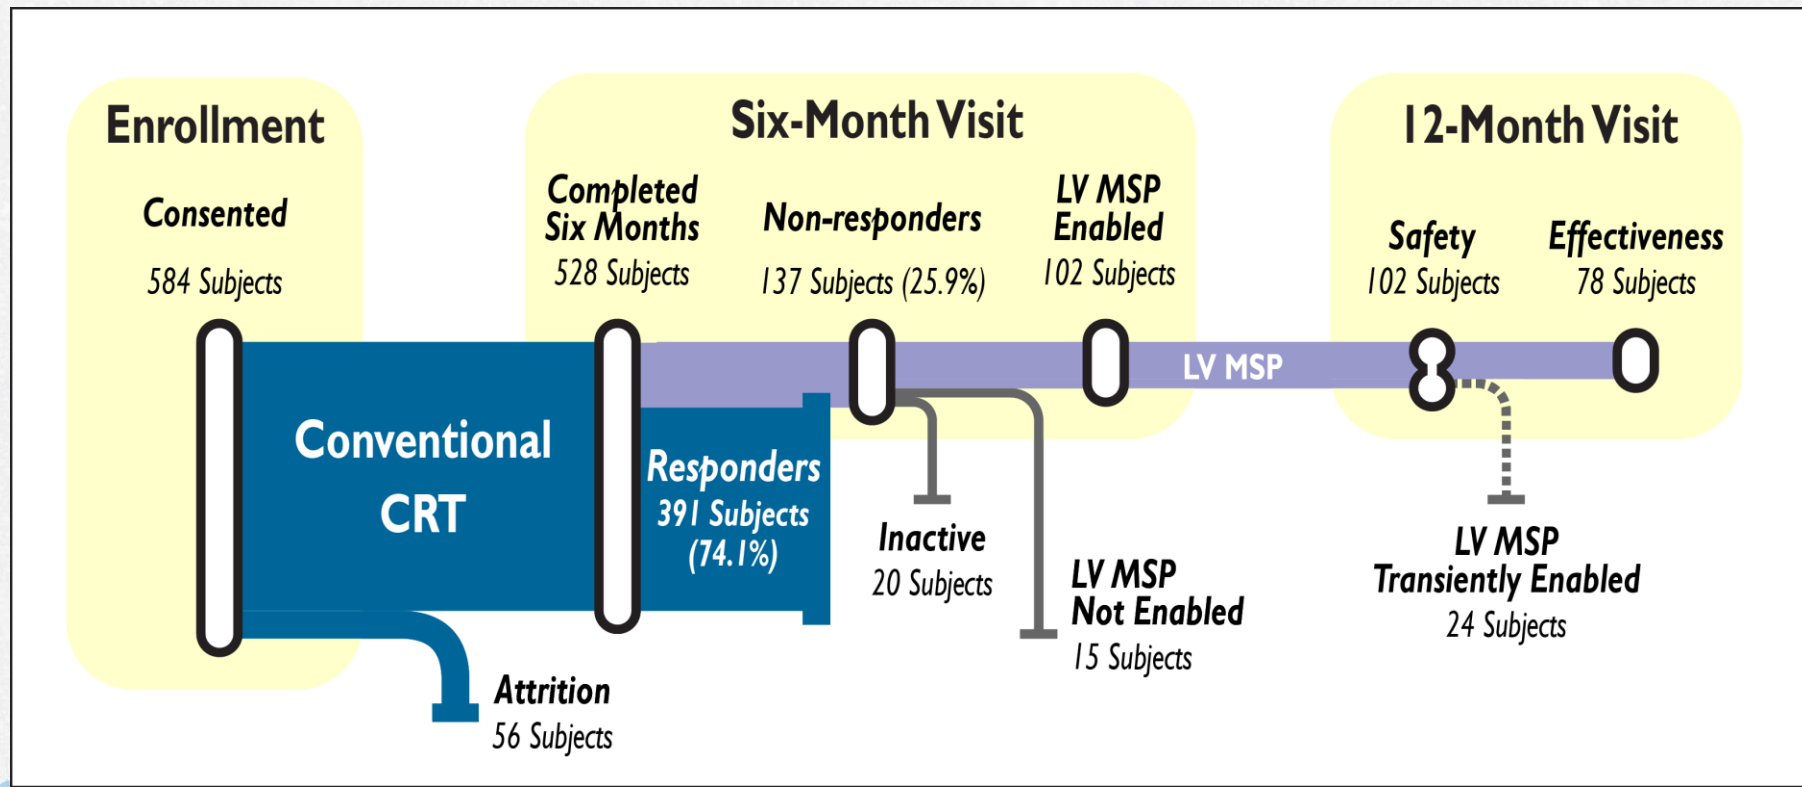 Enrollment
Consented
584 Subjects
Conventional
CRT
Attrition
56 Subjects
Six-Month Visit
Completed
Six Months
528 Subjects
Responders
391 Subjects
(74.1%)
Non-responders
137 Subjects (25.9%)
Inactive
20 Subjects
LV MSP
Not Enabled
15 Subjects
LV MSP
Enabled
102 Subjects
LV MSP
12-Month Visit
Safety
102 Subjects
Effectiveness
78 Subjects
LV MSP
Transiently Enabled
24 Subjects